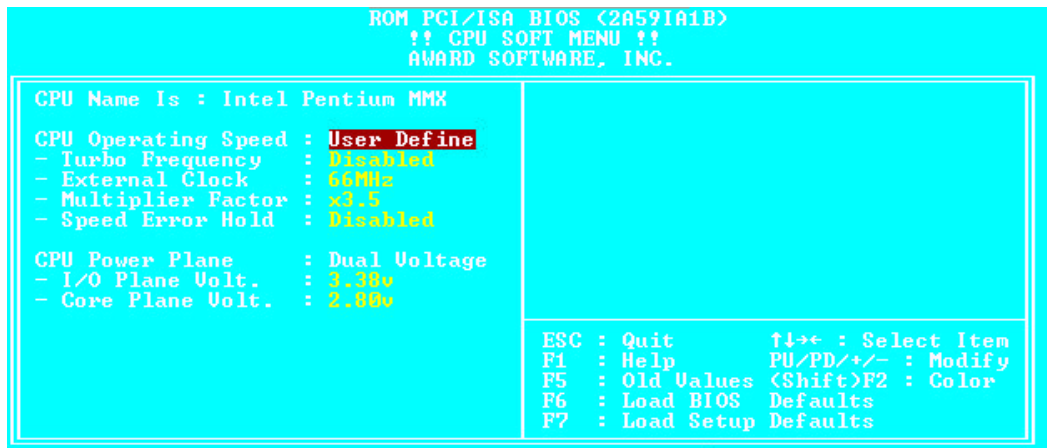 ROM PCI/ISA BIOS (2A59IA1B)
!! CPU SOFT MENU !!
AWARD SOFTWARE, INC.
CPU Name Is : Intel Pentium MMX
CPU Operating Speed : User Define
- Turbo Frequency : Disabled
- External Clock : 66MHz
- Multiplier Factor : x3.5
- Speed Error Hold : Disabled
CPU Power Plane : Dual Voltage
- I/O Plane Volt. : 3.38v
- Core Plane Volt. : 2.80v
ESC : Quit ↑↓→← : Select Item
F1 : Help PU/PD/+/- : Modify
F5 : Old Values (Shift)F2 : Color
F6 : Load BIOS Defaults
F7 : Load Setup Defaults